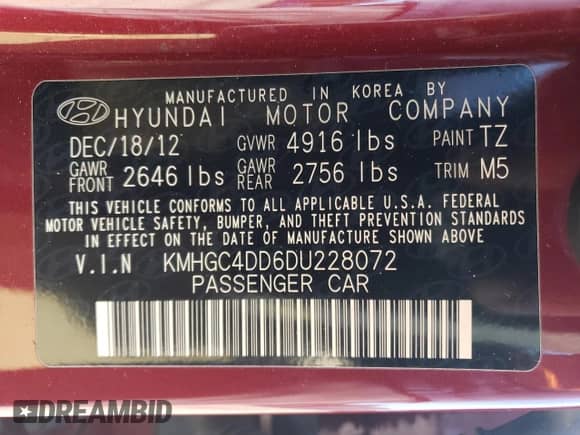 MANUFACTURED IN KOREA BY
HYUNDAI MOTOR COMPANY
DEC/18/12 GVWR 4916 lbs PAINT TZ
GAWR FRONT 2646 lbs GAWR REAR 2756 lbs TRIM M5
THIS VEHICLE CONFORMS TO ALL APPLICABLE U.S.A. FEDERAL
MOTOR VEHICLE SAFETY, BUMPER, AND THEFT PREVENTION STANDARDS
IN EFFECT ON THE DATE OF MANUFACTURE SHOWN ABOVE.
V.I.N KMHGC4DD6DU228072
PASSENGER CAR
DREAMBID